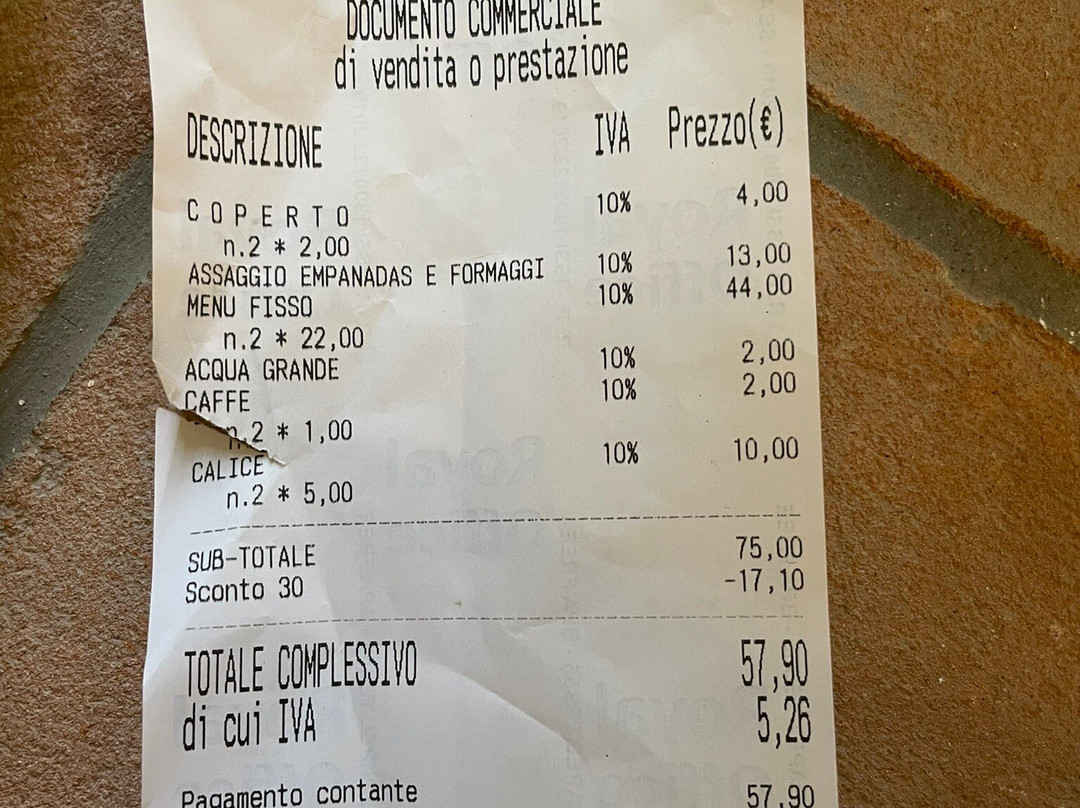 DOCUMENTO COMMERCIALE
di vendita o prestazione
DESCRIZIONE IVA Prezzo(€)
COPERTO 10% 4,00
n.2 * 2,00
ASSAGGIO EMPANADAS E FORMAGGI 10% 13,00
MENU FISSO 10% 44,00
n.2 * 22,00
ACQUA GRANDE 10% 2,00
CAFFE 10% 2,00
n.2 * 1,00
CALICE 10% 10,00
n.2 * 5,00
SUB-TOTALE 75,00
Sconto 30 -17,10
TOTALE COMPLESSIVO 57,90
di cui IVA 5,26
Pagamento contante 57,90